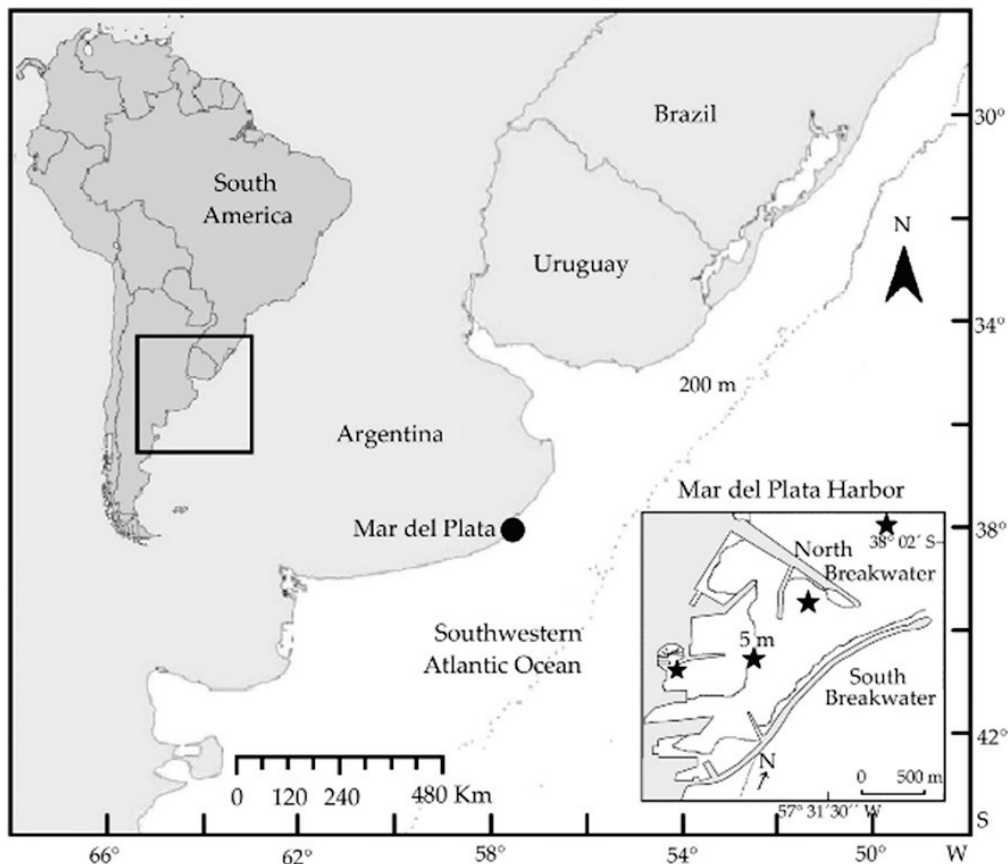 South
America
Brazil
Uruguay
Argentina
N
200 m
Mar del Plata
Southwestern
Atlantic Ocean
Mar del Plata Harbor
38° 02´ S
North
Breakwater
5 m
South
Breakwater
N
0 500 m
57° 31´30´´ W
0 120 240 480 Km
30°
34°
38°
42°
S
66° 62° 58° 54° 50° W